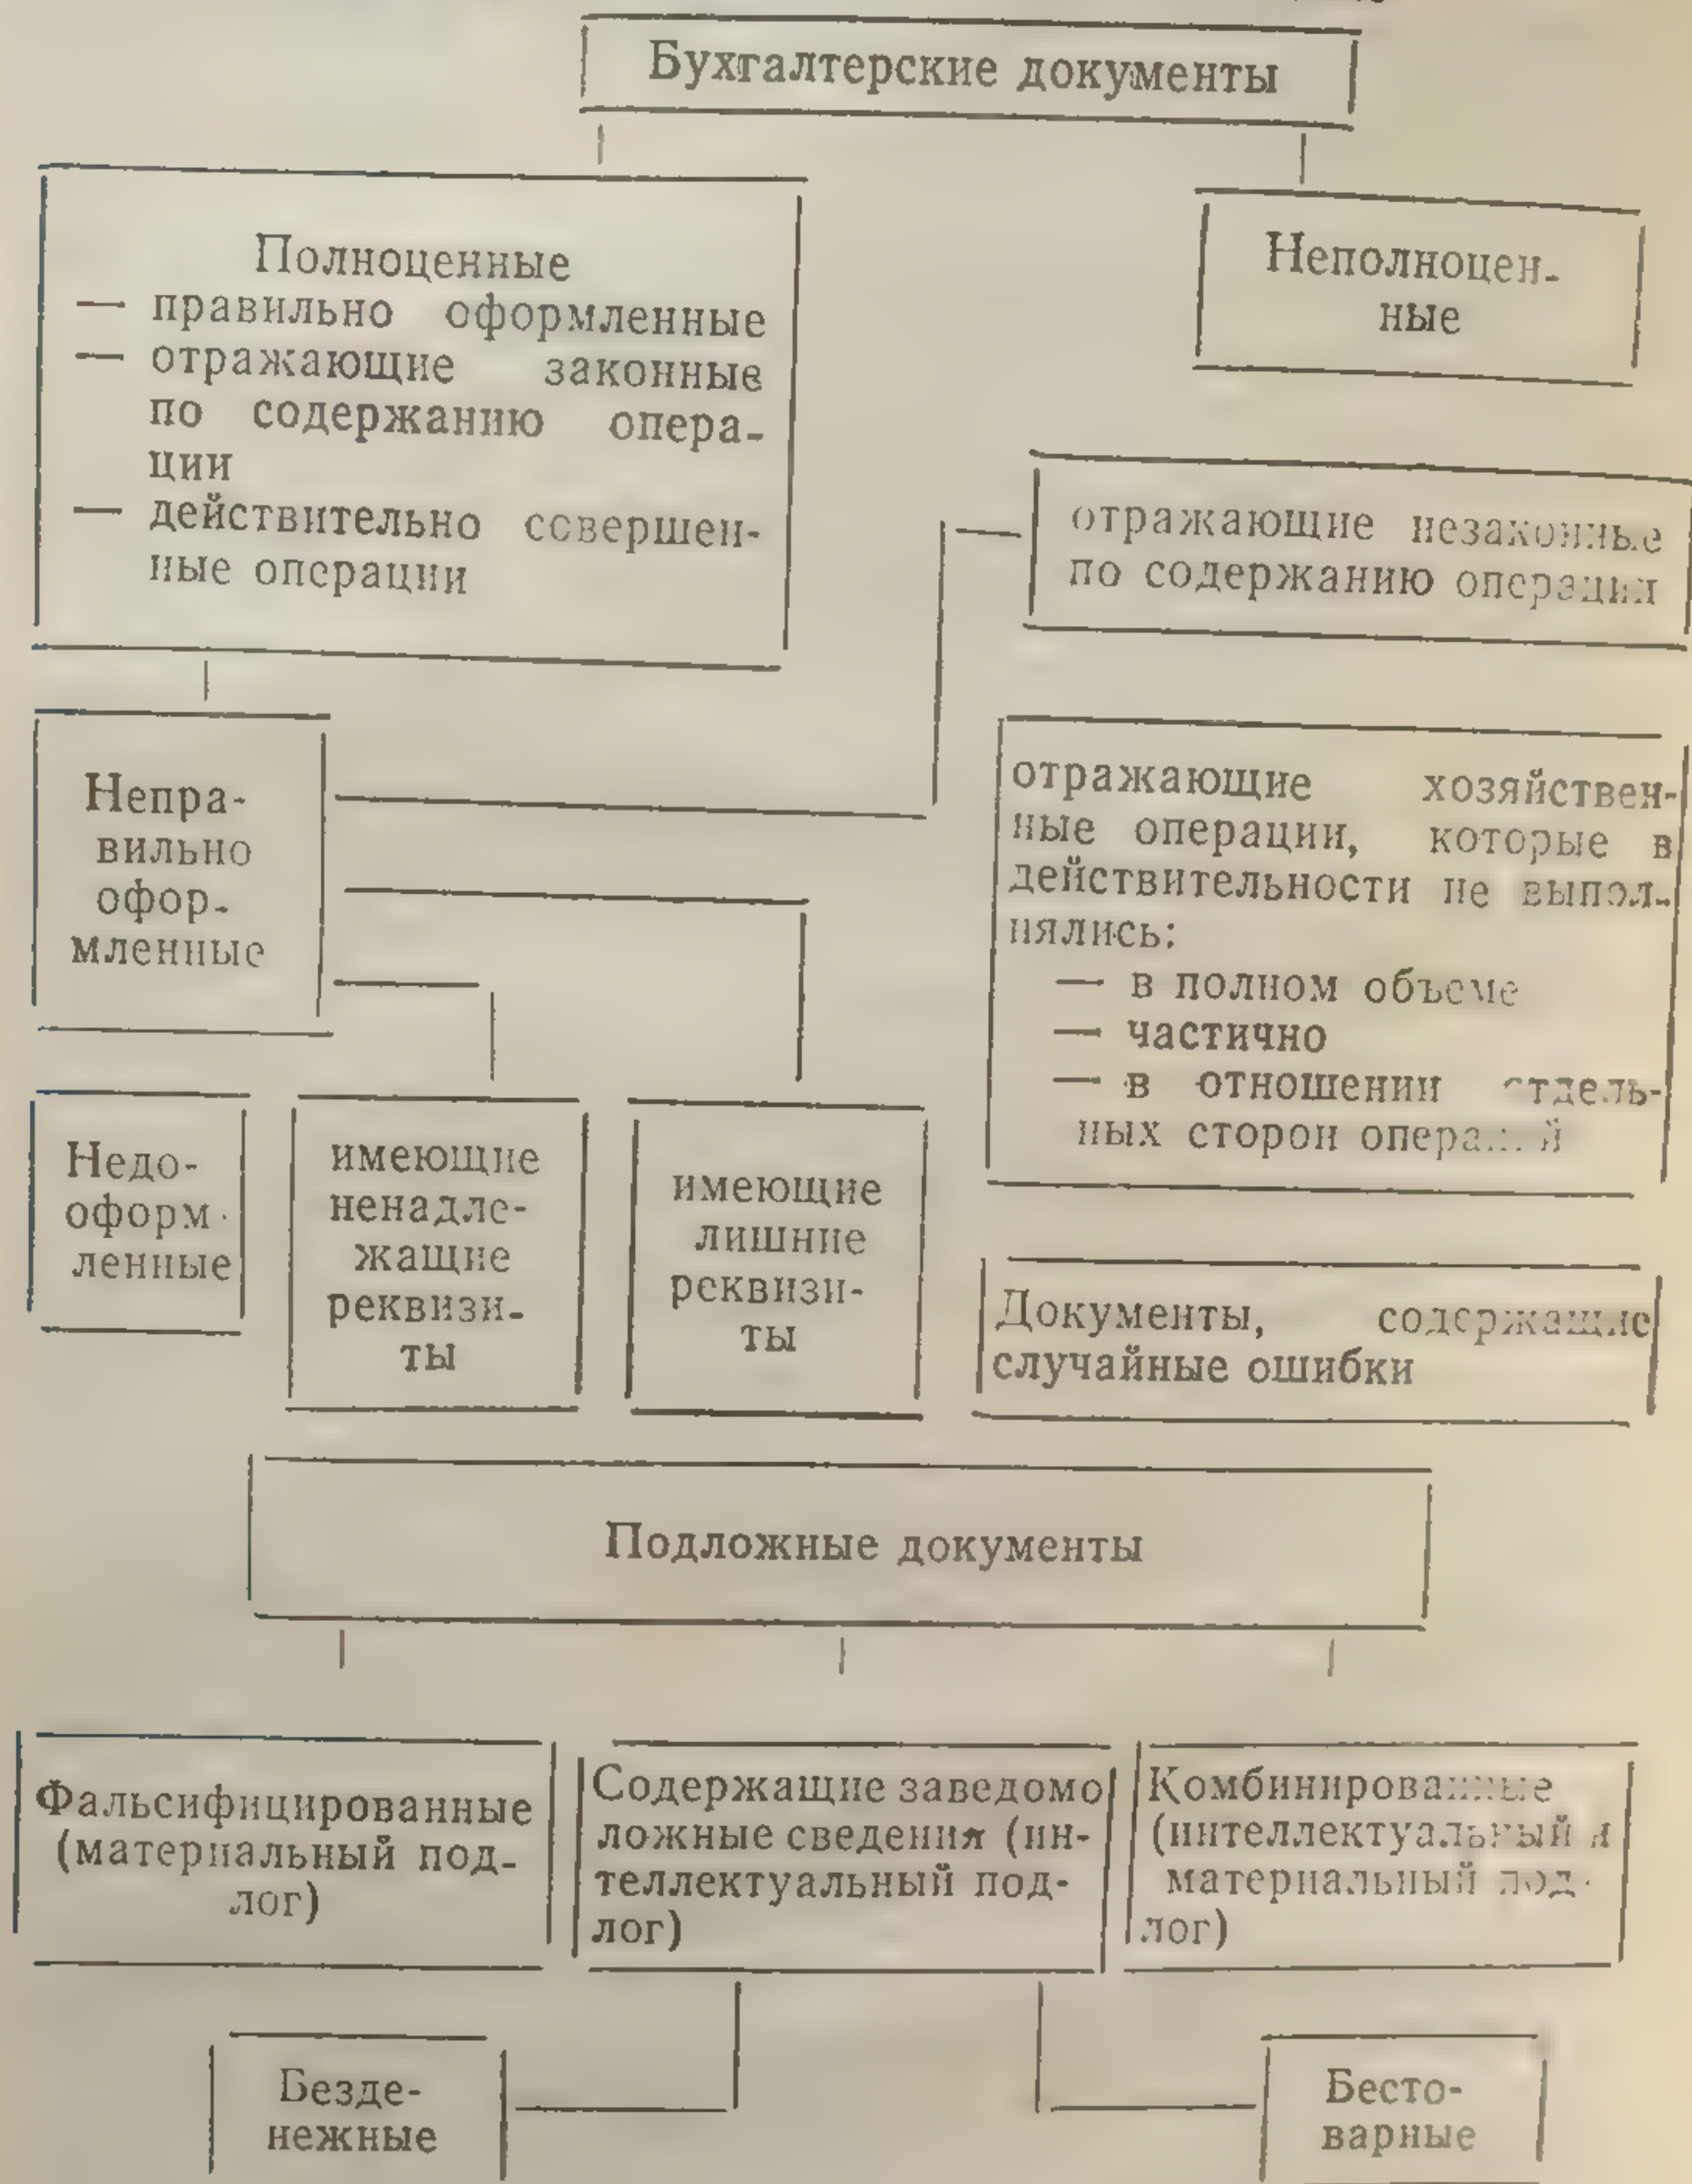 Бухгалтерские документы
Полноценные
— правильно оформленные
— отражающие законные
по содержанию опера-
ции
— действительно совершен-
ные операции
Неполноцен-
ные
отражающие незаконные
по содержанию операции
Непра-
вильно
офор-
мленные
отражающие хозяйствен-
ные операции, которые в
действительности не выпол-
нялись:
— в полном объеме
— частично
— в отношении отдель-
ных сторон операций
Недо-
оформ-
ленные
имеющие
ненадле-
жащие
реквизи-
ты
имеющие
лишние
реквизи-
ты
Документы, содержащие
случайные ошибки
Подложные документы
Фальсифицированные
(материальный под-
лог)
Содержащие заведомо
ложные сведения (ин-
теллектуальный под-
лог)
Комбинированные
(интеллектуальный и
материальный под-
лог)
Безде-
нежные
Бесто-
варные